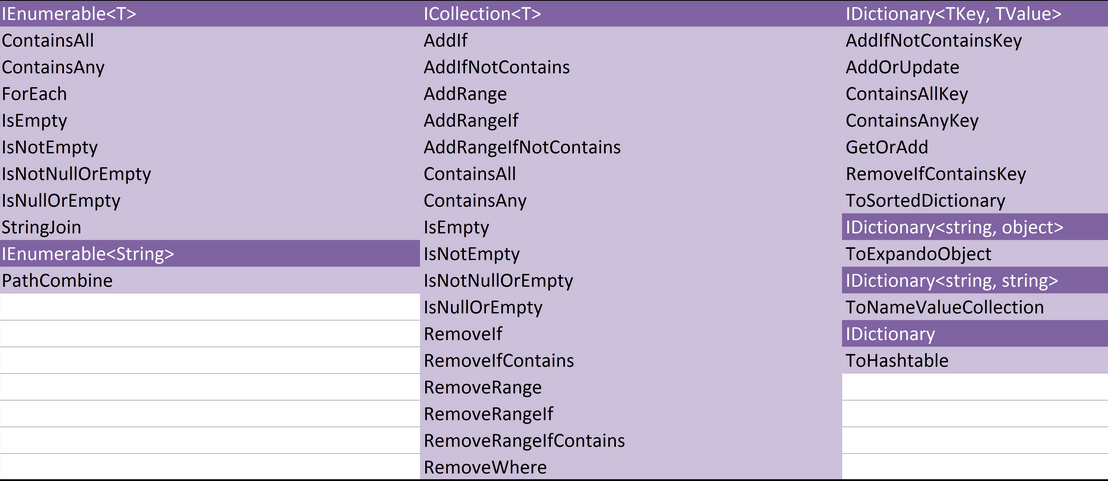 IEnumerable<T>
ContainsAll
ContainsAny
ForEach
IsEmpty
IsNotEmpty
IsNotNullOrEmpty
IsNullOrEmpty
StringJoin
IEnumerable<String>
PathCombine
ICollection<T>
AddIf
AddIfNotContains
AddRange
AddRangeIf
AddRangeIfNotContains
ContainsAll
ContainsAny
IsEmpty
IsNotEmpty
IsNotNullOrEmpty
IsNullOrEmpty
RemoveIf
RemoveIfContains
RemoveRange
RemoveRangeIf
RemoveRangeIfContains
RemoveWhere
IDictionary<TKey, TValue>
AddIfNotContainsKey
AddOrUpdate
ContainsAllKey
ContainsAnyKey
GetOrAdd
RemoveIfContainsKey
ToSortedDictionary
IDictionary<string, object>
ToExpandoObject
IDictionary<string, string>
ToNameValueCollection
IDictionary
ToHashtable